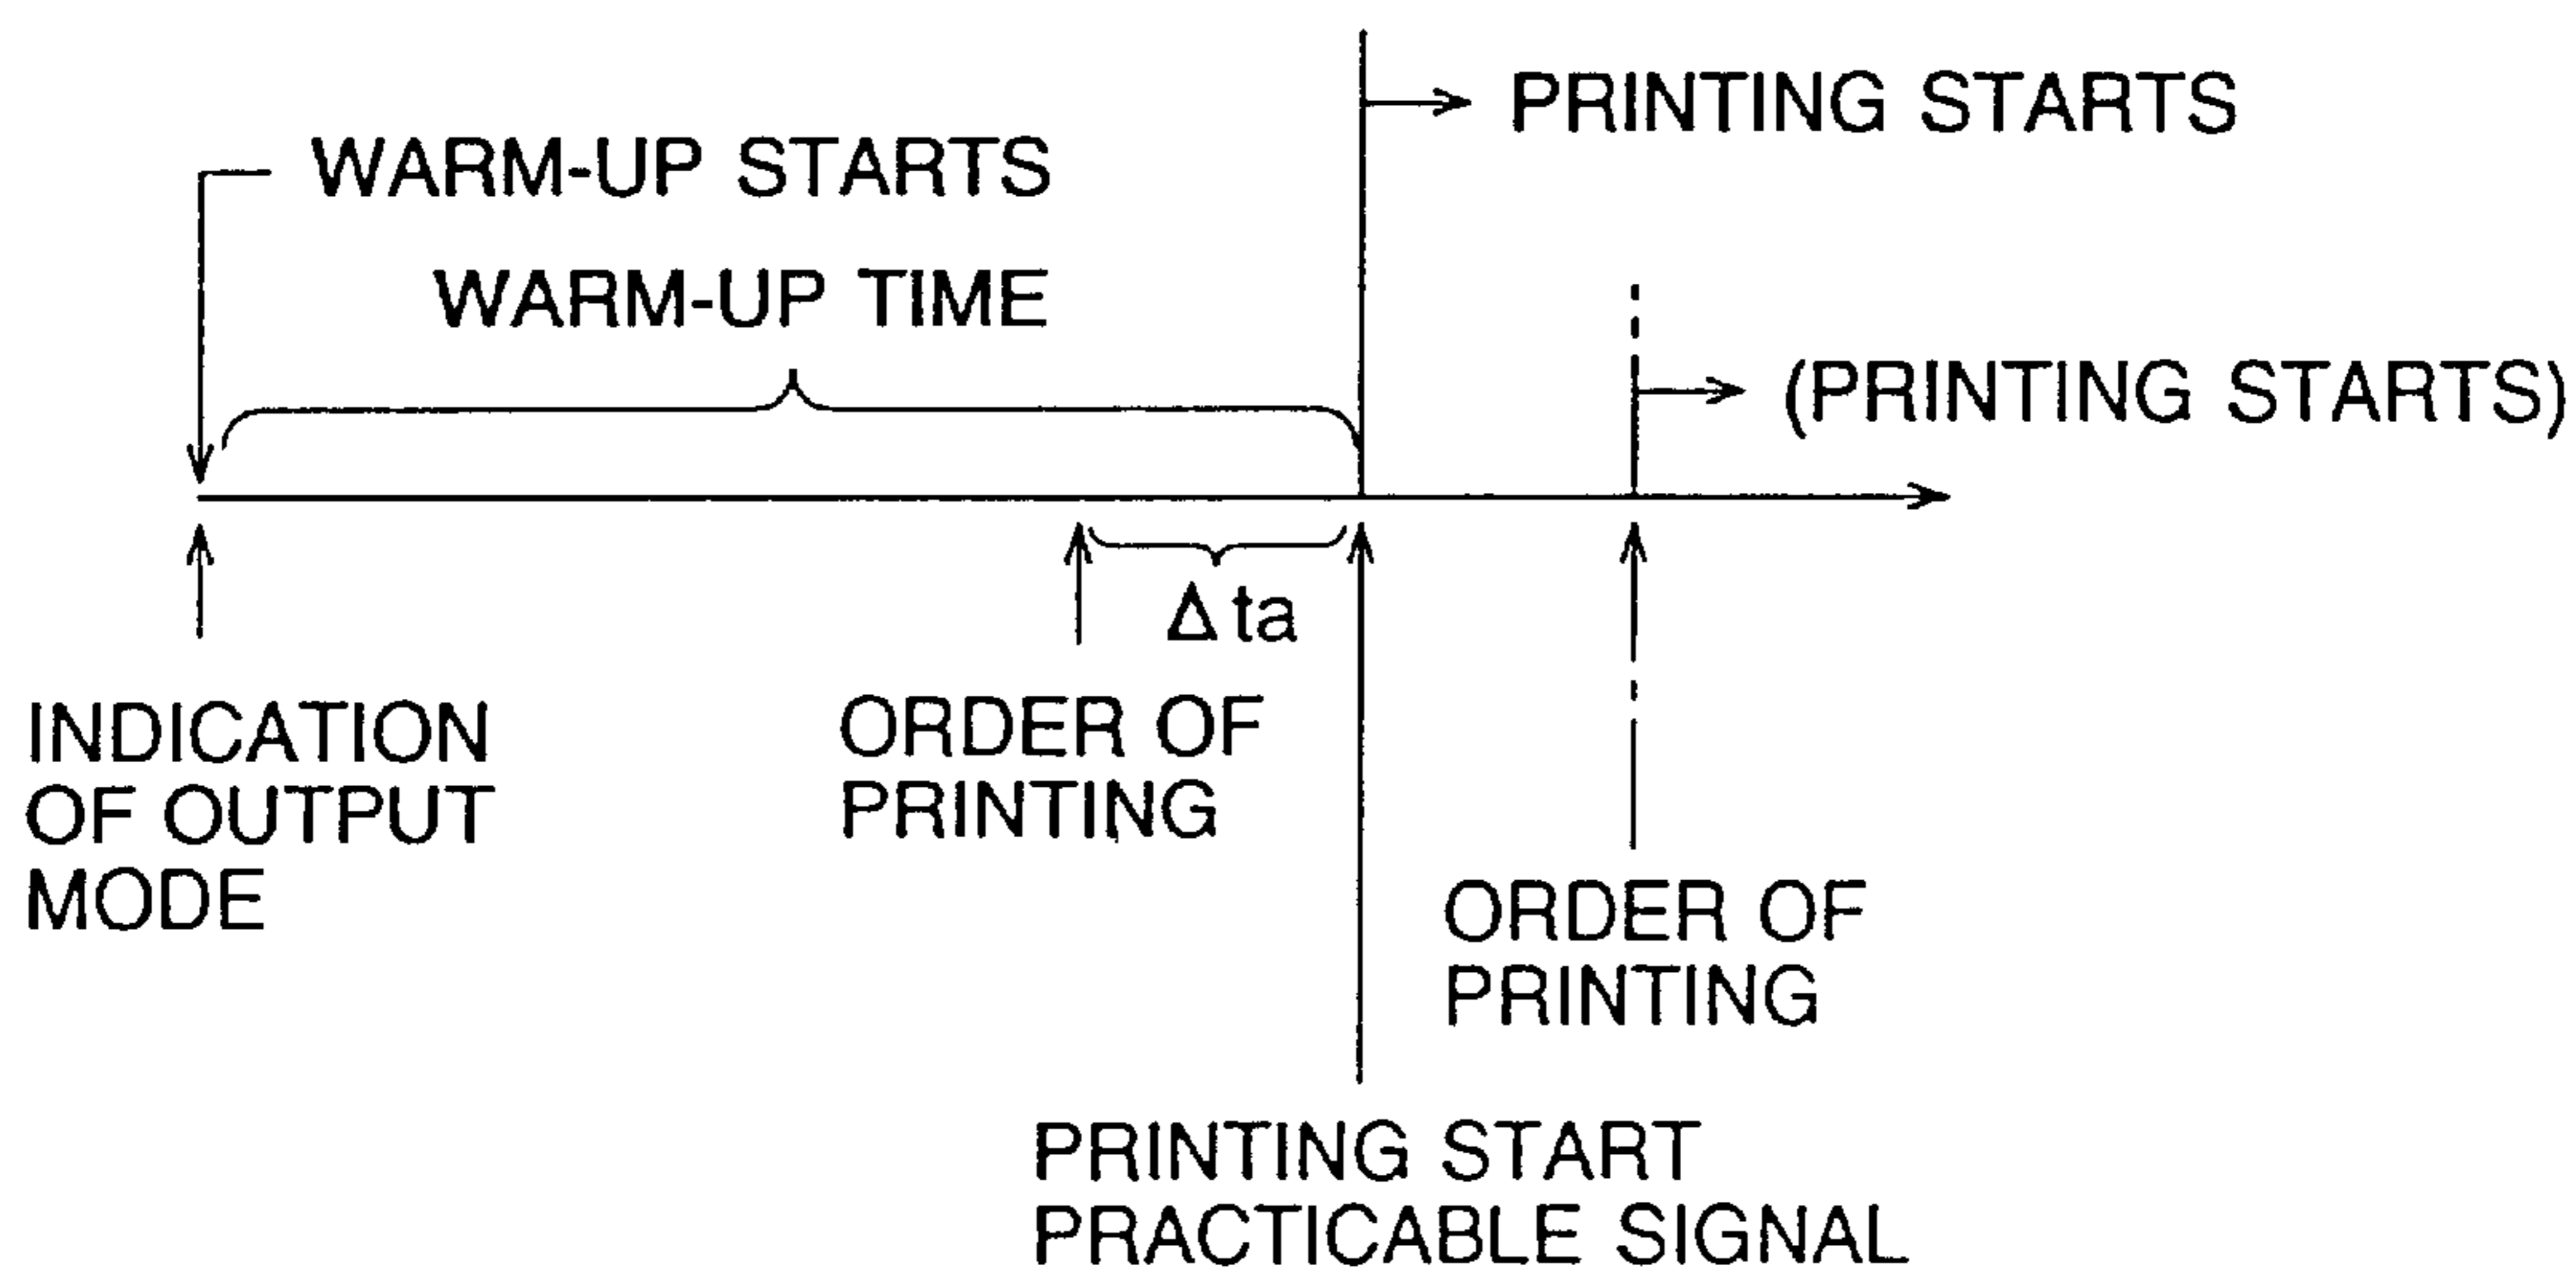 PRINTING STARTS
WARM-UP STARTS
WARM-UP TIME
(PRINTING STARTS)
Δta
INDICATION
OF OUTPUT
MODE
ORDER OF
PRINTING
ORDER OF
PRINTING
PRINTING START
PRACTICABLE SIGNAL